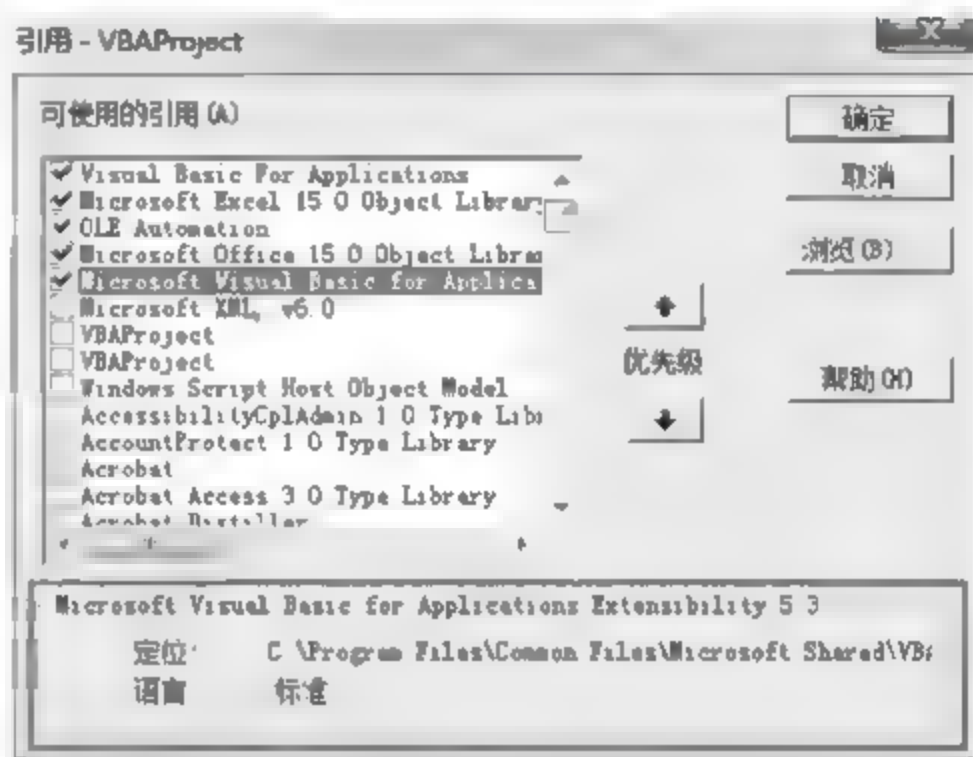 引用 - VBAProject
可使用的引用(A)
Visual Basic For Applications
Microsoft Excel 15 0 Object Library
OLE Automation
Microsoft Office 15 0 Object Librar
Microsoft Visual Basic for Applica
Microsoft XML, v6.0
VBAProject
VBAProject
Windows Script Host Object Model
AccessibilityCplAdmin 1 0 Type Libr
AccountProtect 1 0 Type Library
Acrobat
Acrobat Access 3 0 Type Library
Acrobat Distiller
优先级
确定
取消
浏览(B)
帮助(H)
Microsoft Visual Basic for Applications Extensibility 5 3
定位: C \Program Files\Common Files\Microsoft Shared\VBA
语言 标准